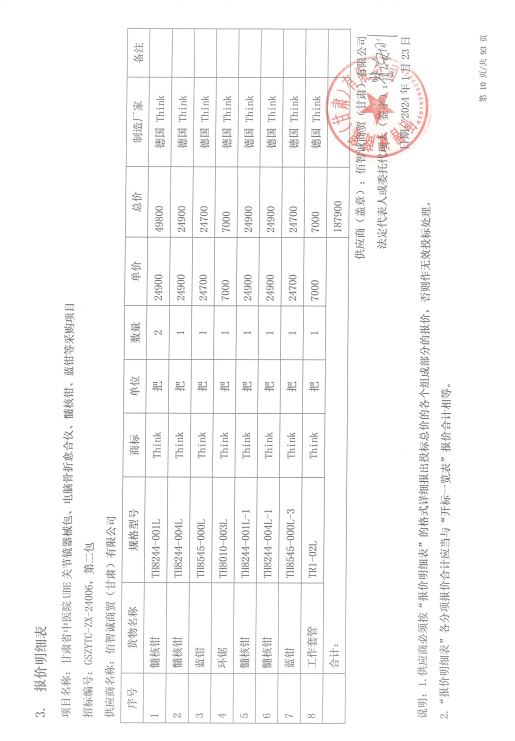 3. 报价明细表
项目名称: 甘肃省中医院 UBE 关节镜器械包、电脑骨折愈合仪、髓核钳、蓝钳等采购项目
招标编号: GSZYTC-ZX-24006, 第二包
供应商名称: 佰智诚商贸（甘肃）有限公司
序号 货物名称 规格型号 商标 单位 数量 单价 总价 制造厂家 备注
1 髓核钳 TH8244-001L Think 把 2 24900 49800 德国 Think
2 髓核钳 TH8244-004L Think 把 1 24900 24900 德国 Think
3 蓝钳 TH8545-000L Think 把 1 24700 24700 德国 Think
4 环锯 TH8010-003L Think 把 1 7000 7000 德国 Think
5 髓核钳 TH8244-001L-1 Think 把 1 24900 24900 德国 Think
6 髓核钳 TH8244-004L-1 Think 把 1 24900 24900 德国 Think
7 蓝钳 TH8545-000L-3 Think 把 1 24700 24700 德国 Think
8 工作套管 TR1-02L Think 把 1 7000 7000 德国 Think
合计: 187900
供应商（盖章）: 佰智诚商贸（甘肃）有限公司
法定代表人或委托代理人（签字）:
日期: 2024 年 1 月 23 日
说明: 1. 供应商必须按“报价明细表”的格式详细报出投标总价的各个组成部分的报价, 否则作无效投标处理。
2. “报价明细表”各分项报价合计应当与“开标一览表”报价合计相等。
第 10 页/共 93 页